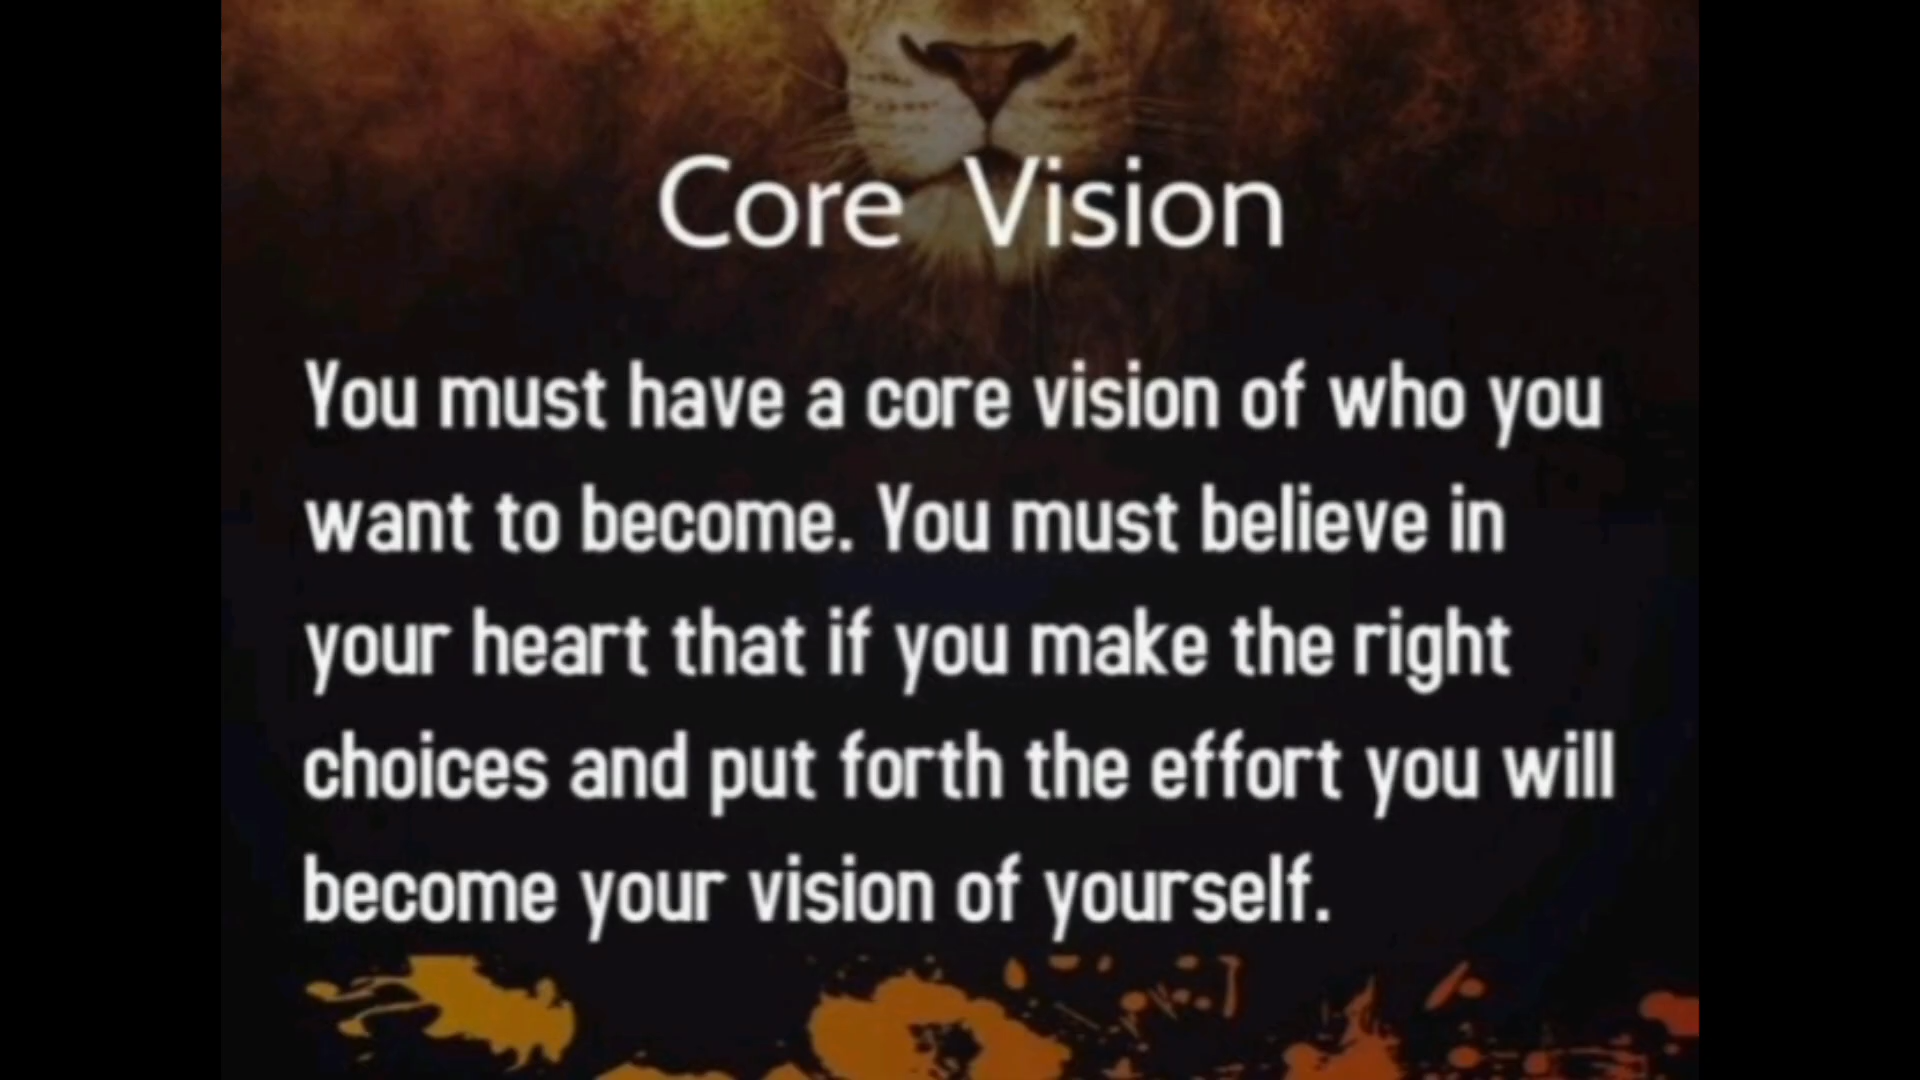 Core Vision
You must have a core vision of who you
want to become. You must believe in
your heart that if you make the right
choices and put forth the effort you will
become your vision of yourself.